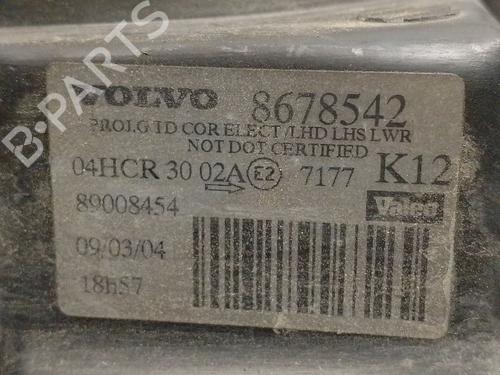 VOLVO 8678542
PROJ.G TD COR ELECT /LHD LHS LWR
NOT DOT CERTIFIED
04HCR 30 02A E2 7177 K12
89008454 Valeo
09/03/04
18h57
B-PARTS